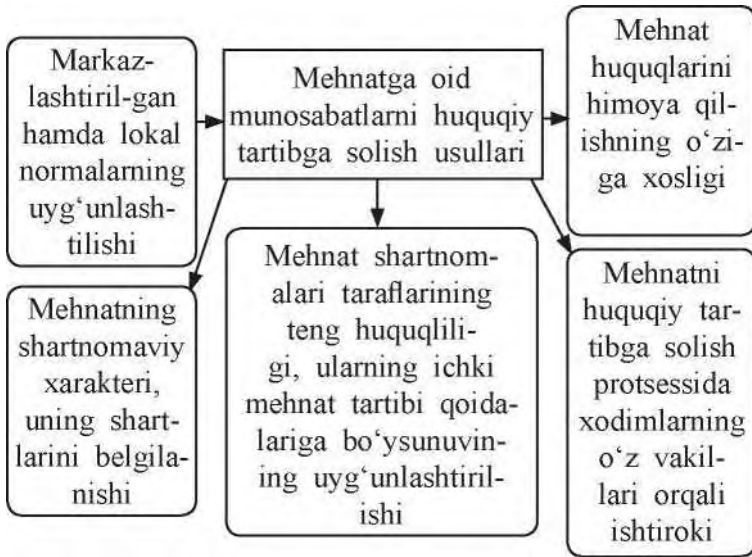 Markaz-
lashtiril-gan
hamda lokal
normalarning
uyg‘unlash-
tilishi
Mehnatga oid
munosabatlarni huquqiy
tartibga solish usullari
Mehnat
huquqlarini
himoya qil-
ishning o‘zi-
ga xosligi
Mehnatning
shartnomaviy
xarakteri,
uning shart-
larini belgila-
nishi
Mehnat shartnom-
alari taraflarining
teng huquqlili-
gi, ularning ichki
mehnat tartibi qoida-
lariga bo‘ysunuvin-
ing uyg‘unlashtiril-
ishi
Mehnatni
huquqiy tar-
tibga solish
protsessida
xodimlarning
o‘z vakil-
lari orqali
ishtiroki